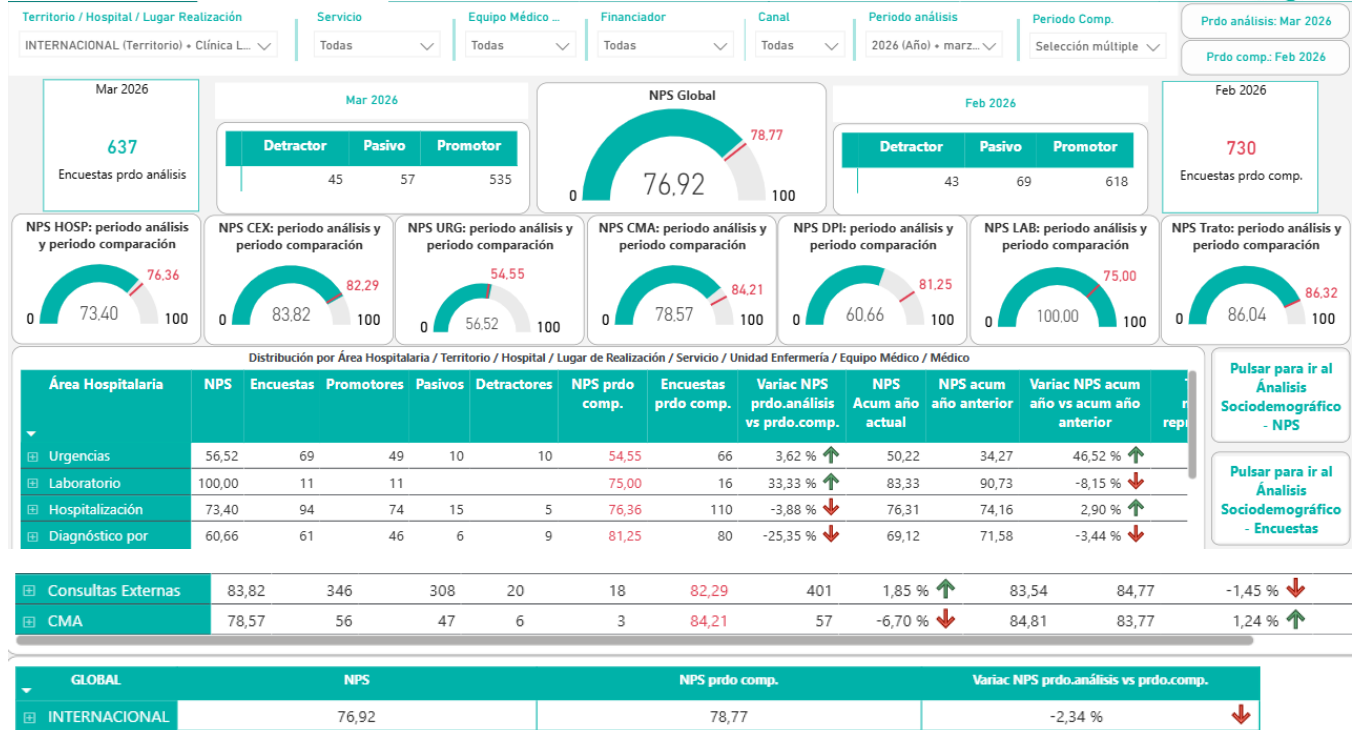 Territorio / Hospital / Lugar Realización
Servicio
Equipo Médico ...
Financiador
Canal
Periodo análisis
Periodo Comp.
INTERNACIONAL (Territorio) + Clínica L...
Todas
Todas
Todas
Todas
2026 (Año) + marz...
Selección múltiple
Prdo análisis: Mar 2026
Prdo comp.: Feb 2026
Mar 2026
637
Encuestas prdo análisis
Mar 2026
Detractor Pasivo Promotor
45 57 535
NPS Global
78,77
76,92
0 100
Feb 2026
Detractor Pasivo Promotor
43 69 618
Feb 2026
730
Encuestas prdo comp.
NPS HOSP: periodo análisis
y periodo comparación
76,36
73,40
0 100
NPS CEX: periodo análisis y
periodo comparación
82,29
83,82
0 100
NPS URG: periodo análisis y
periodo comparación
54,55
56,52
0 100
NPS CMA: periodo análisis y
periodo comparación
84,21
78,57
0 100
NPS DPI: periodo análisis y
periodo comparación
81,25
60,66
0 100
NPS LAB: periodo análisis y
periodo comparación
75,00
100,00
0 100
NPS Trato: periodo análisis y
periodo comparación
86,32
86,04
0 100
Distribución por Área Hospitalaria / Territorio / Hospital / Lugar de Realización / Servicio / Unidad Enfermería / Equipo Médico / Médico
Área Hospitalaria NPS Encuestas Promotores Pasivos Detractores NPS prdo comp. Encuestas prdo comp. Variac NPS prdo.análisis vs prdo.comp. NPS Acum año actual NPS acum año anterior Variac NPS acum año vs acum año anterior
Urgencias 56,52 69 49 10 10 54,55 66 3,62 % 50,22 34,27 46,52 %
Laboratorio 100,00 11 11 75,00 16 33,33 % 83,33 90,73 -8,15 %
Hospitalización 73,40 94 74 15 5 76,36 110 -3,88 % 76,31 74,16 2,90 %
Diagnóstico por 60,66 61 46 6 9 81,25 80 -25,35 % 69,12 71,58 -3,44 %
Consultas Externas 83,82 346 308 20 18 82,29 401 1,85 % 83,54 84,77 -1,45 %
CMA 78,57 56 47 6 3 84,21 57 -6,70 % 84,81 83,77 1,24 %
Pulsar para ir al
Ánalisis
Sociodemográfico
- NPS
Pulsar para ir al
Ánalisis
Sociodemográfico
- Encuestas
GLOBAL NPS NPS prdo comp. Variac NPS prdo.análisis vs prdo.comp.
INTERNACIONAL 76,92 78,77 -2,34 %